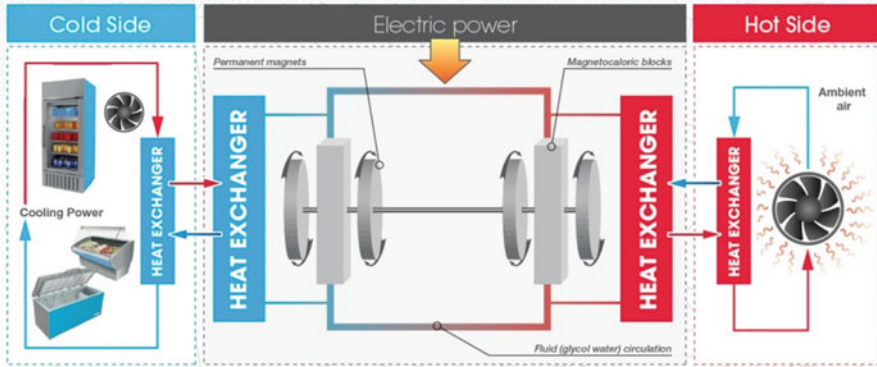 Cold Side
Electric power
Hot Side
Permanent magnets
Magnetocaloric blocks
Ambient
air
Cooling Power
HEAT EXCHANGER
HEAT EXCHANGER
HEAT EXCHANGER
HEAT EXCHANGER
Fluid (glycol water) circulation